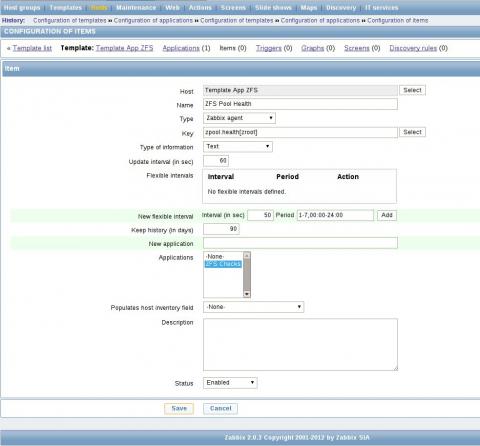 Host groups | Templates | Hosts | Maintenance | Web | Actions | Screens | Slide shows | Maps | Discovery | IT services
History: Configuration of templates » Configuration of applications » Configuration of templates » Configuration of applications » Configuration of items
CONFIGURATION OF ITEMS
« Template list Template: Template App ZFS Applications (1) Items (0) Triggers (0) Graphs (0) Screens (0) Discovery rules (0)
Item
Host Template App ZFS Select
Name ZFS Pool Health
Type Zabbix agent
Key zpool.health[zroot] Select
Type of information Text
Update interval (in sec) 60
Flexible intervals Interval Period Action
No flexible intervals defined.
New flexible interval Interval (in sec) 50 Period 1-7,00:00-24:00 Add
Keep history (in days) 90
New application
Applications -None-
ZFS Checks
Populates host inventory field -None-
Description
Status Enabled
Save Cancel
Zabbix 2.0.3 Copyright 2001-2012 by Zabbix SIA